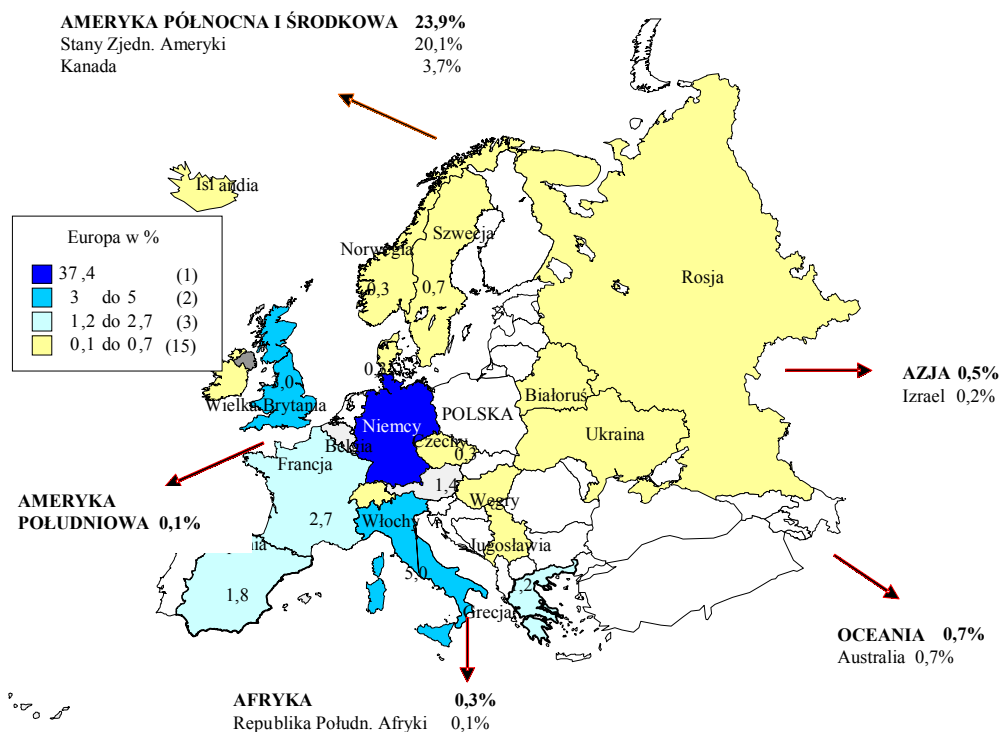 AMERYKA PÓŁNOCNA I ŚRODKOWA 23,9%
Stany Zjedn. Ameryki 20,1%
Kanada 3,7%
Isl andia
Europa w %
37 ,4 (1)
3 do 5 (2)
1,2 do 2,7 (3)
0,1 do 0,7 (15)
Norwegia
0,3
Szwecja
0,7
Rosja
AZJA 0,5%
Izrael 0,2%
Wielka Brytania
Niemcy
POLSKA
Białoruś
Ukraina
Belgia
Czechy
Francja
2,7
1,4
Węgry
Włochy
5,0
Jugosławia
1,8
Grecja
AMERYKA
POŁUDNIOWA 0,1%
OCEANIA 0,7%
Australia 0,7%
AFRYKA 0,3%
Republika Połudn. Afryki 0,1%